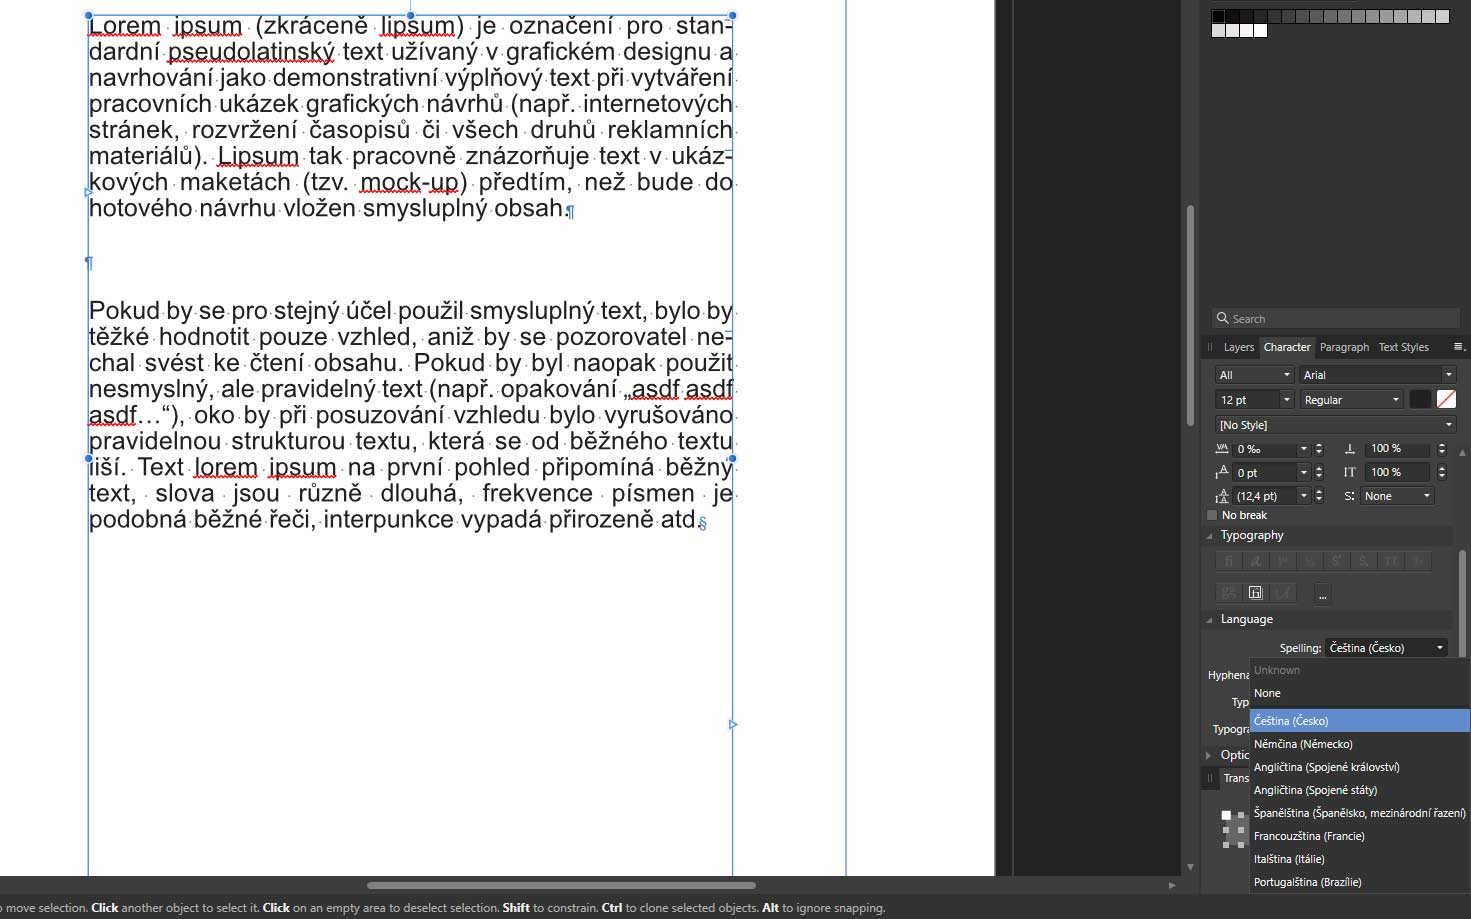 Lorem ipsum (zkráceně lipsum) je označení pro stan-
dardní pseudolatinský text užívaný v grafickém designu a
navrhování jako demonstrativní výplňový text při vytváření
pracovních ukázek grafických návrhů (např. internetových
stránek, rozvržení časopisů či všech druhů reklamních
materiálů). Lipsum tak pracovně znázorňuje text v ukáz-
kových maketách (tzv. mock-up) předtím, než bude do
hotového návrhu vložen smysluplný obsah.¶
¶
Pokud by se pro stejný účel použil smysluplný text, bylo by
těžké hodnotit pouze vzhled, aniž by se pozorovatel ne-
chal svést ke čtení obsahu. Pokud by byl naopak použit
nesmyslný, ale pravidelný text (např. opakování „asdf asdf
asdf…“), oko by při posuzování vzhledu bylo vyrušováno
pravidelnou strukturou textu, která se od běžného textu
liší. Text lorem ipsum na první pohled připomíná běžný
text, slova jsou různě dlouhá, frekvence písmen je
podobná běžné řeči, interpunkce vypadá přirozeně atd.§
Search
Layers Character Paragraph Text Styles
All Arial
12 pt Regular
[No Style]
0 ‰ 100 %
0 pt 100 %
(12,4 pt) S: None
No break
Typography
...
Language
Spelling: Čeština (Česko)
Hyphena
Typ
Typogra
Optic
Trans
Unknown
None
Čeština (Česko)
Němčina (Německo)
Angličtina (Spojené království)
Angličtina (Spojené státy)
Španělština (Španělsko, mezinárodní řazení)
Francouzština (Francie)
Italština (Itálie)
Portugalština (Brazílie)
o move selection. Click another object to select it. Click on an empty area to deselect selection. Shift to constrain. Ctrl to clone selected objects. Alt to ignore snapping.